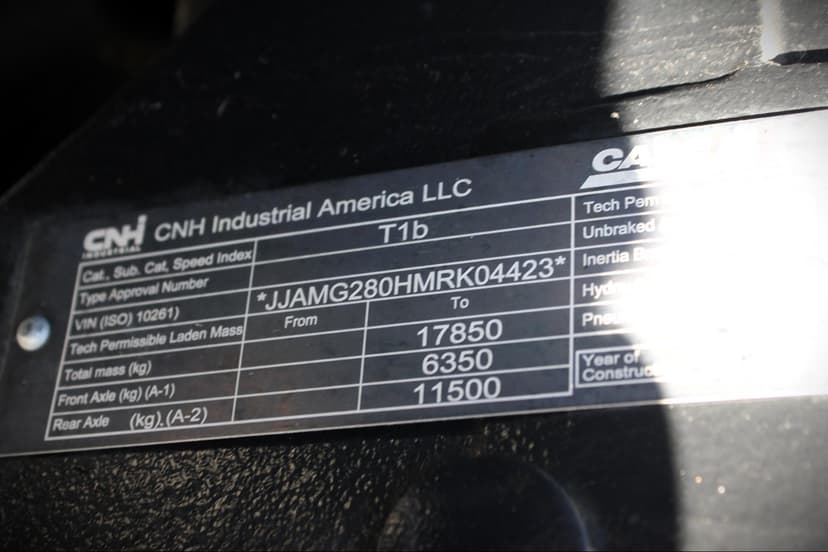 CNH
INDUSTRIAL
CNH Industrial America LLC
Cat., Sub. Cat, Speed Index T1b
Type Approval Number
VIN (ISO) 10261) *JJAMG280HMRK04423*
Tech Permissible Laden Mass From To
Total mass (kg) 17850
Front Axle (kg) (A-1) 6350
Rear Axle (kg). (A-2) 11500
CA
Tech Perm
Unbraked
Inertia B
Hydr
Pne
Year of
Construc